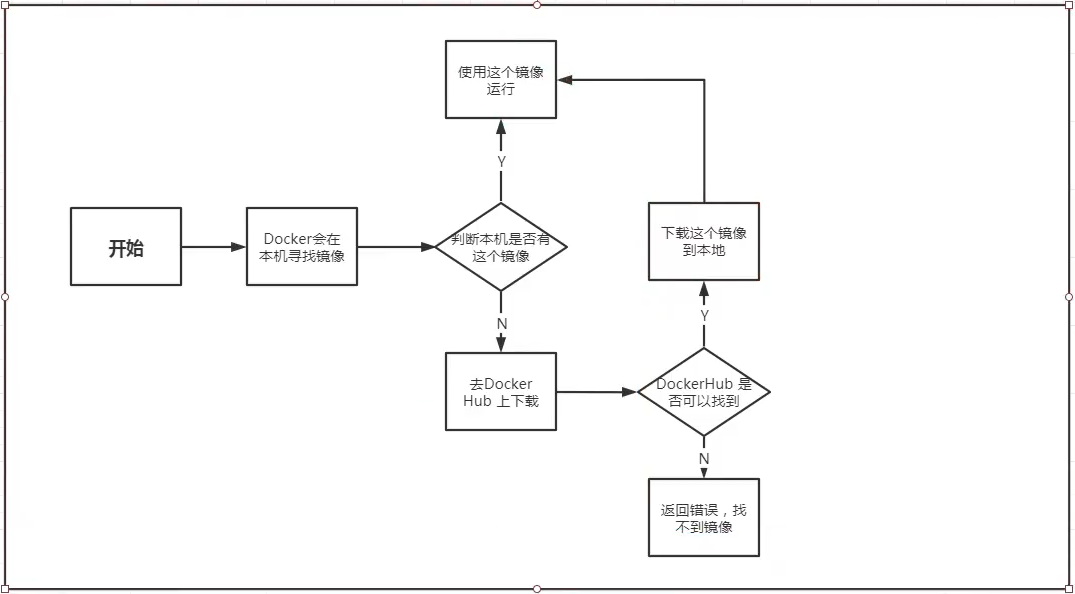 使用这个镜像
运行
Y
开始
Docker会在
本机寻找镜像
判断本机是否有
这个镜像
下载这个镜像
到本地
N
Y
去Docker
Hub 上下载
DockerHub 是
否可以找到
N
返回错误，找
不到镜像